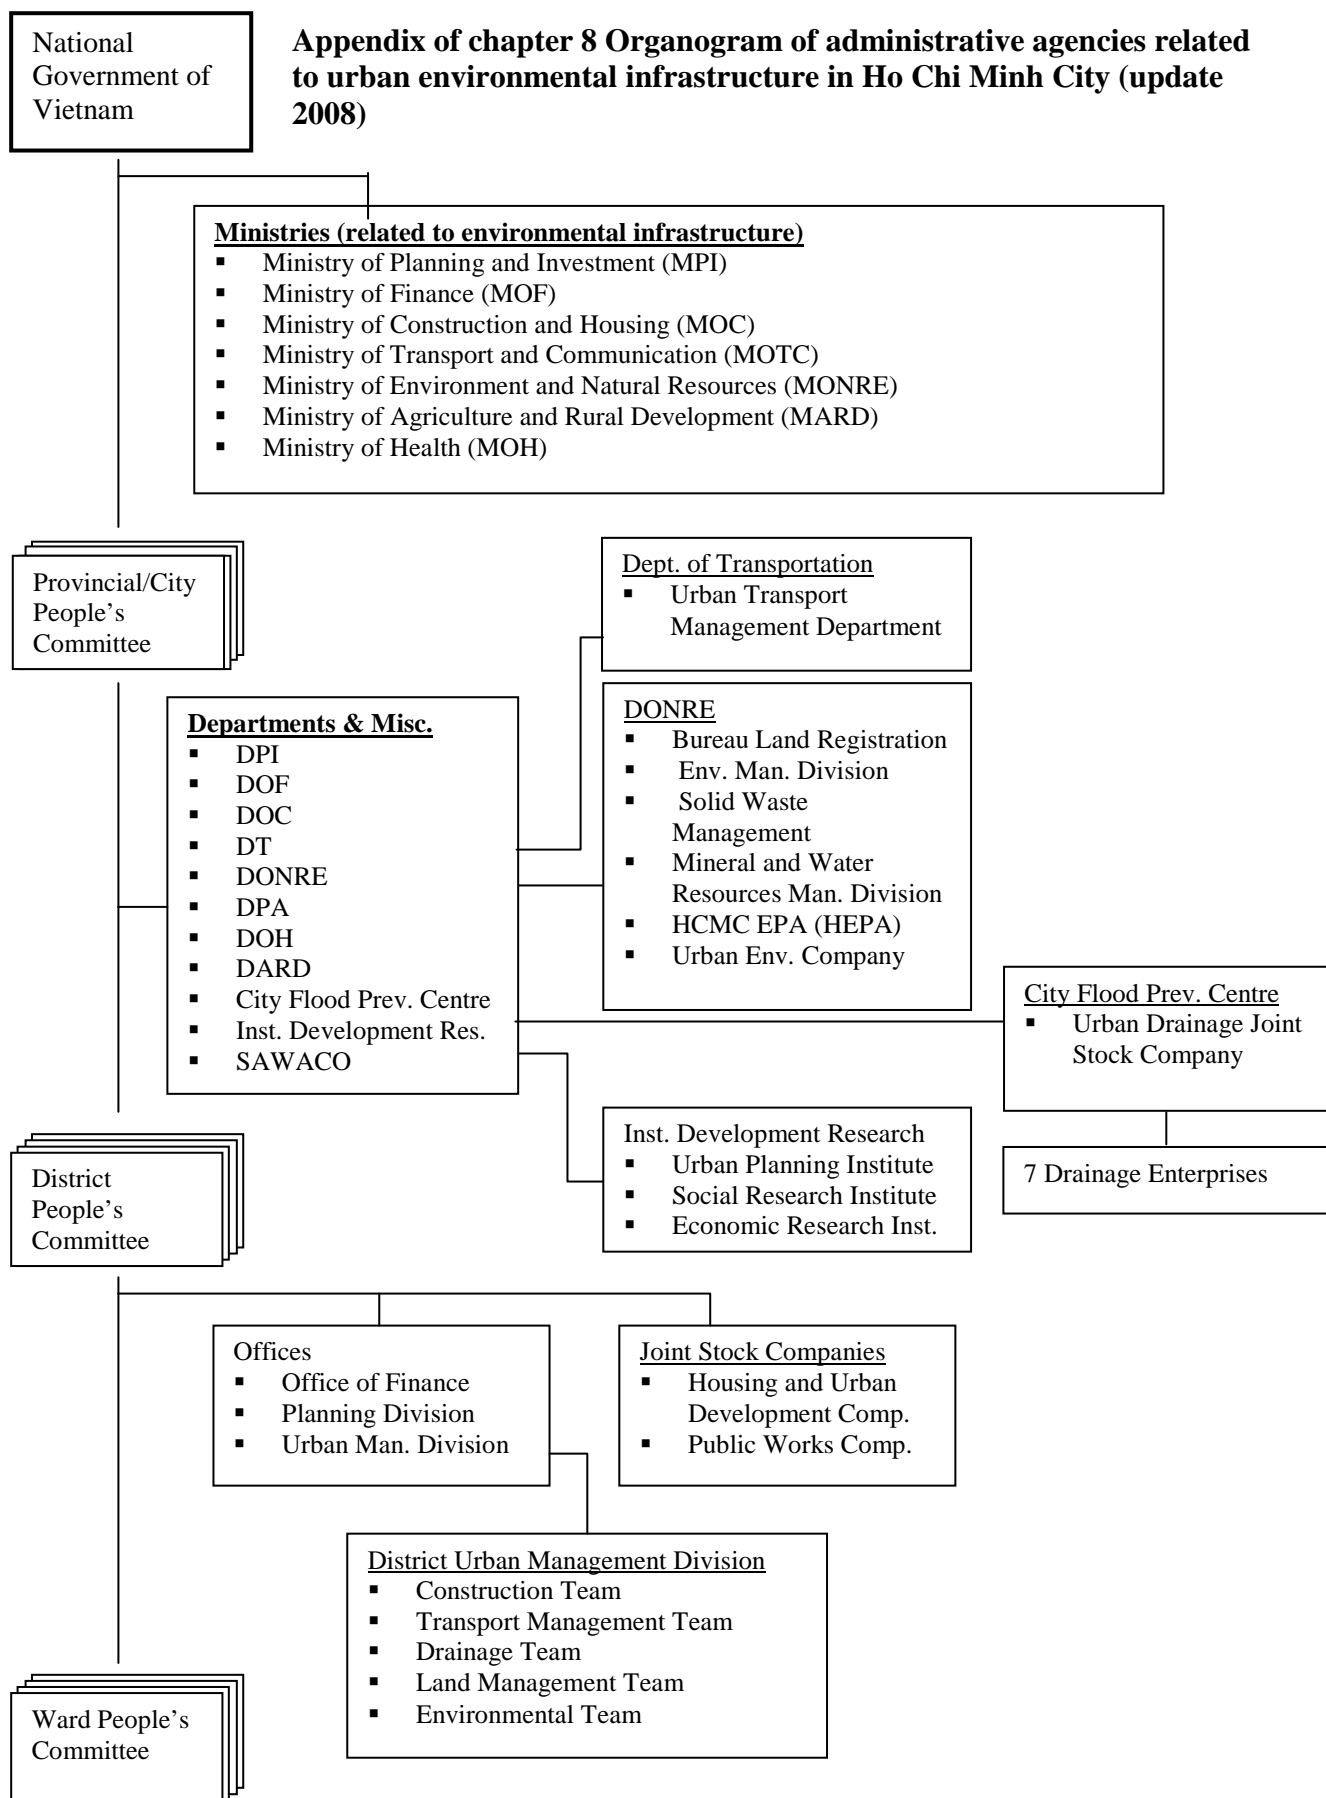 National
Government of
Vietnam
Appendix of chapter 8 Organogram of administrative agencies related
to urban environmental infrastructure in Ho Chi Minh City (update
2008)
Ministries (related to environmental infrastructure)
▪ Ministry of Planning and Investment (MPI)
▪ Ministry of Finance (MOF)
▪ Ministry of Construction and Housing (MOC)
▪ Ministry of Transport and Communication (MOTC)
▪ Ministry of Environment and Natural Resources (MONRE)
▪ Ministry of Agriculture and Rural Development (MARD)
▪ Ministry of Health (MOH)
Provincial/City
People’s
Committee
Dept. of Transportation
▪ Urban Transport
Management Department
Departments & Misc.
▪ DPI
▪ DOF
▪ DOC
▪ DT
▪ DONRE
▪ DPA
▪ DOH
▪ DARD
▪ City Flood Prev. Centre
▪ Inst. Development Res.
▪ SAWACO
DONRE
▪ Bureau Land Registration
▪ Env. Man. Division
▪ Solid Waste
Management
▪ Mineral and Water
Resources Man. Division
▪ HCMC EPA (HEPA)
▪ Urban Env. Company
City Flood Prev. Centre
▪ Urban Drainage Joint
Stock Company
Inst. Development Research
▪ Urban Planning Institute
▪ Social Research Institute
▪ Economic Research Inst.
7 Drainage Enterprises
District
People’s
Committee
Offices
▪ Office of Finance
▪ Planning Division
▪ Urban Man. Division
Joint Stock Companies
▪ Housing and Urban
Development Comp.
▪ Public Works Comp.
District Urban Management Division
▪ Construction Team
▪ Transport Management Team
▪ Drainage Team
▪ Land Management Team
▪ Environmental Team
Ward People’s
Committee